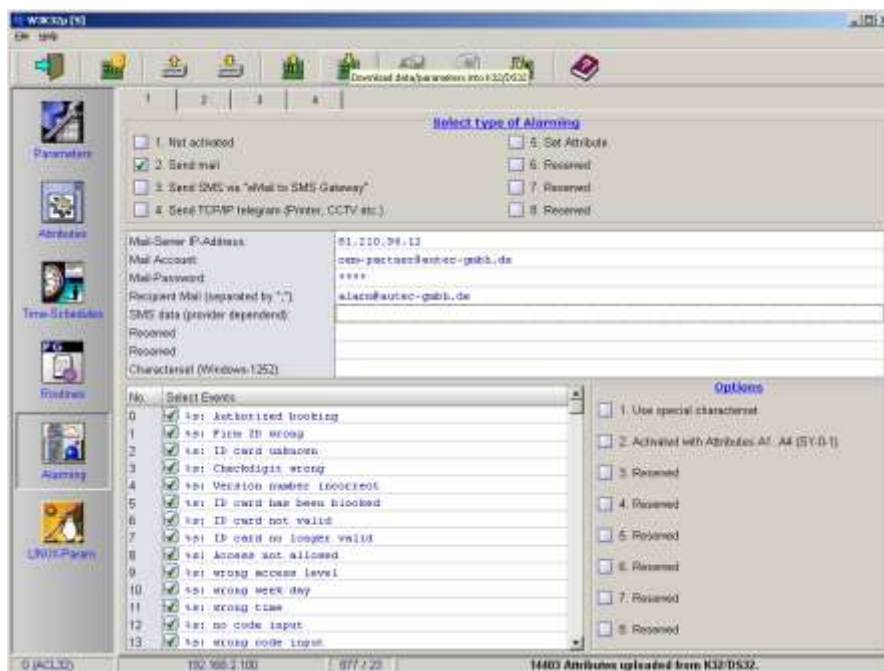 W3K32p [9]
File Help
Download data/parameters into K32/DS32
1 2 3 4
Select type of Alarming
1. Not activated
2. Send mail
3. Send SMS via "eMail to SMS Gateway"
4. Send TCP/IP telegram (Printer, CCTV etc.)
5. Set Attribute
6. Reserved
7. Reserved
8. Reserved
Parameters
Attributes
Time-Schedules
Routines
Alarming
LINUX-Param
Mail-Server IP-Address:
Mail Account: cem-partner@autec-gmbh.de
Mail-Password: ****
Recipient Mail (separated by ";"): alarm@autec-gmbh.de
SMS data (provider dependend):
Reserved
Reserved
Characterset (Windows-1252):
No. Select Events
0 %s: Authorized booking
1 %s: Firm ID wrong
2 %s: ID card unknown
3 %s: Checkdigit wrong
4 %s: Version number incorrect
5 %s: ID card has been blocked
6 %s: ID card not valid
7 %s: ID card no longer valid
8 %s: Access not allowed
9 %s: wrong access level
10 %s: wrong week day
11 %s: wrong time
12 %s: no code input
13 %s: wrong code input
Options
1. Use special characterset
2. Activated with Attributes A1..A4 (SY-0-1)
3. Reserved
4. Reserved
5. Reserved
6. Reserved
7. Reserved
8. Reserved
0 (ACL32) 192.168.2.100 877 / 23 14403 Attributes uploaded from K32/DS32.